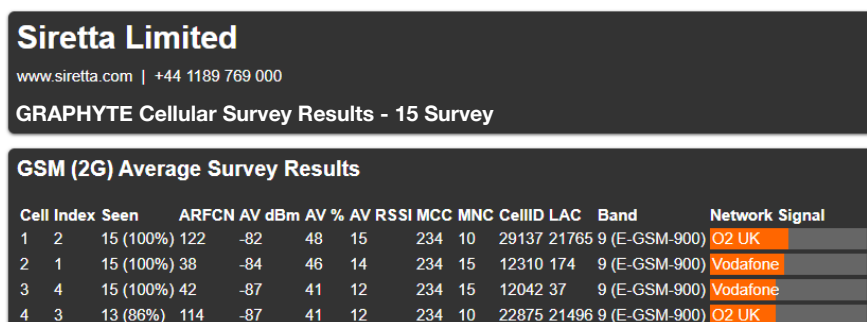 Siretta Limited
www.siretta.com | +44 1189 769 000
GRAPHYTE Cellular Survey Results - 15 Survey
GSM (2G) Average Survey Results
Cell Index Seen ARFCN AV dBm AV % AV RSSI MCC MNC CellID LAC Band Network Signal
1 2 15 (100%) 122 -82 48 15 234 10 29137 21765 9 (E-GSM-900) O2 UK
2 1 15 (100%) 38 -84 46 14 234 15 12310 174 9 (E-GSM-900) Vodafone
3 4 15 (100%) 42 -87 41 12 234 15 12042 37 9 (E-GSM-900) Vodafone
4 3 13 (86%) 114 -87 41 12 234 10 22875 21496 9 (E-GSM-900) O2 UK